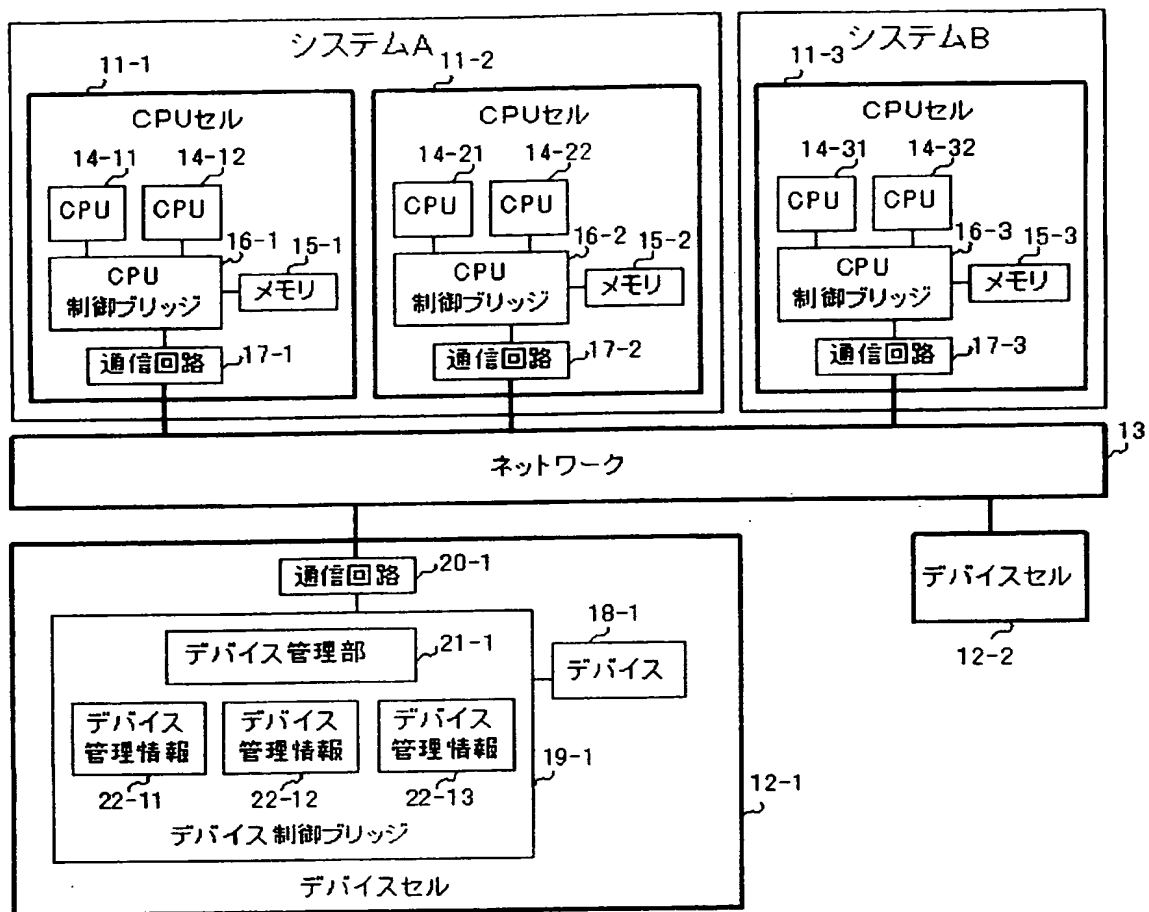 システムA
システムB
11-1
11-2
11-3
CPUセル
CPUセル
CPUセル
14-11
14-12
14-21
14-22
14-31
14-32
CPU
CPU
CPU
CPU
CPU
CPU
16-1
15-1
16-2
15-2
16-3
15-3
CPU
制御ブリッジ
メモリ
CPU
制御ブリッジ
メモリ
CPU
制御ブリッジ
メモリ
通信回路
17-1
通信回路
17-2
通信回路
17-3
13
ネットワーク
通信回路
20-1
デバイスセル
12-2
デバイス管理部
21-1
18-1
デバイス
デバイス
管理情報
デバイス
管理情報
デバイス
管理情報
22-11
22-12
22-13
19-1
12-1
デバイス制御ブリッジ
デバイスセル